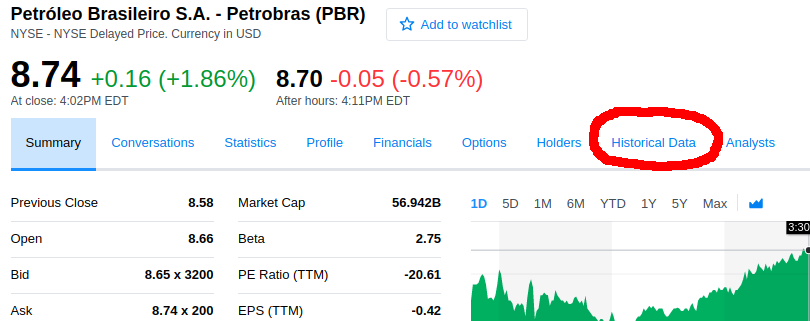 Petróleo Brasileiro S.A. - Petrobras (PBR)
NYSE - NYSE Delayed Price. Currency in USD
Add to watchlist
8.74 +0.16 (+1.86%) 8.70 -0.05 (-0.57%)
At close: 4:02PM EDT After hours: 4:11PM EDT
Summary Conversations Statistics Profile Financials Options Holders Historical Data Analysts
Previous Close 8.58 Market Cap 56.942B 1D 5D 1M 6M YTD 1Y 5Y Max
3:30
Open 8.66 Beta 2.75
Bid 8.65 x 3200 PE Ratio (TTM) -20.61
Ask 8.74 x 200 EPS (TTM) -0.42